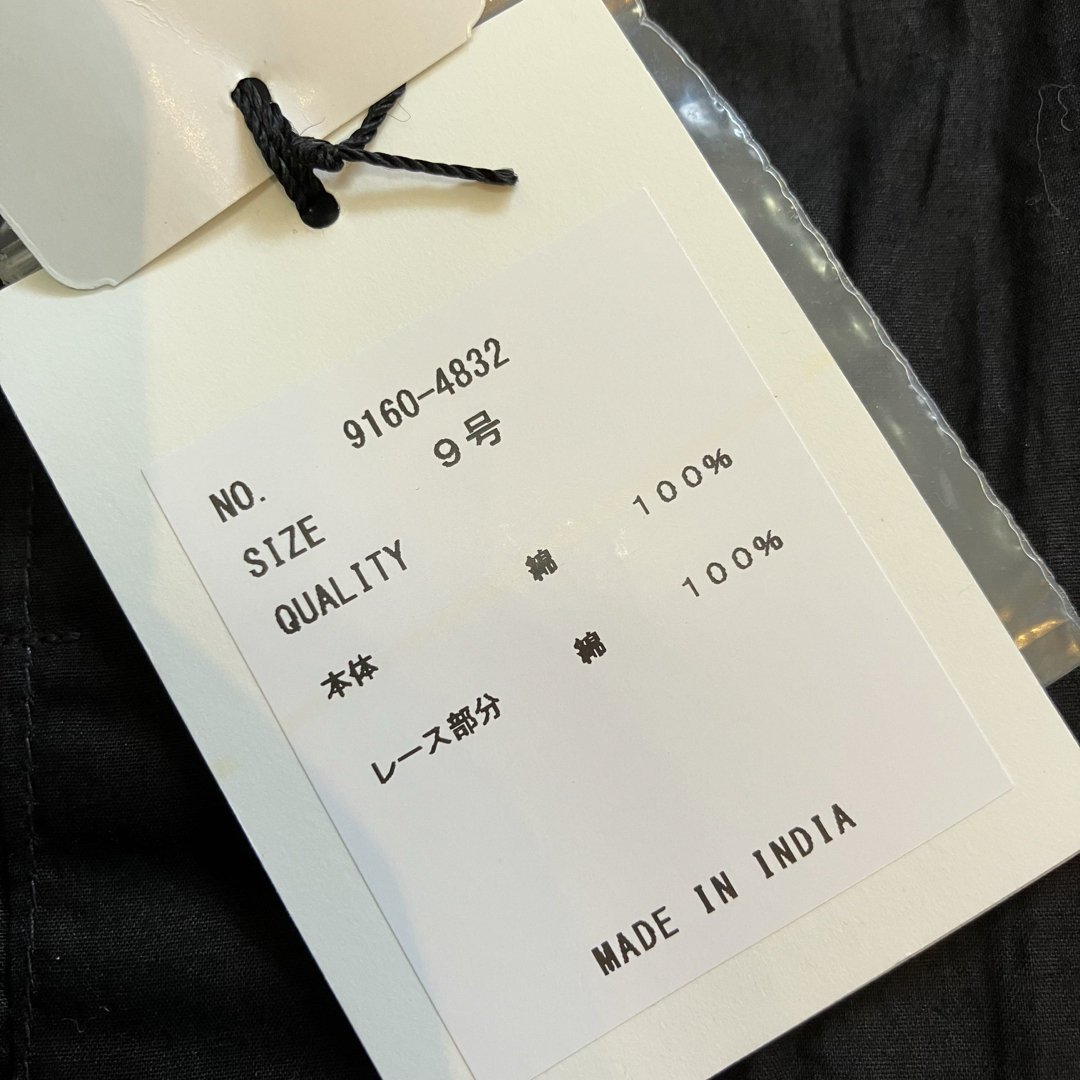 NO. 9160-4832
SIZE 9号
QUALITY
本体 綿 100%
レース部分 綿 100%
MADE IN INDIA